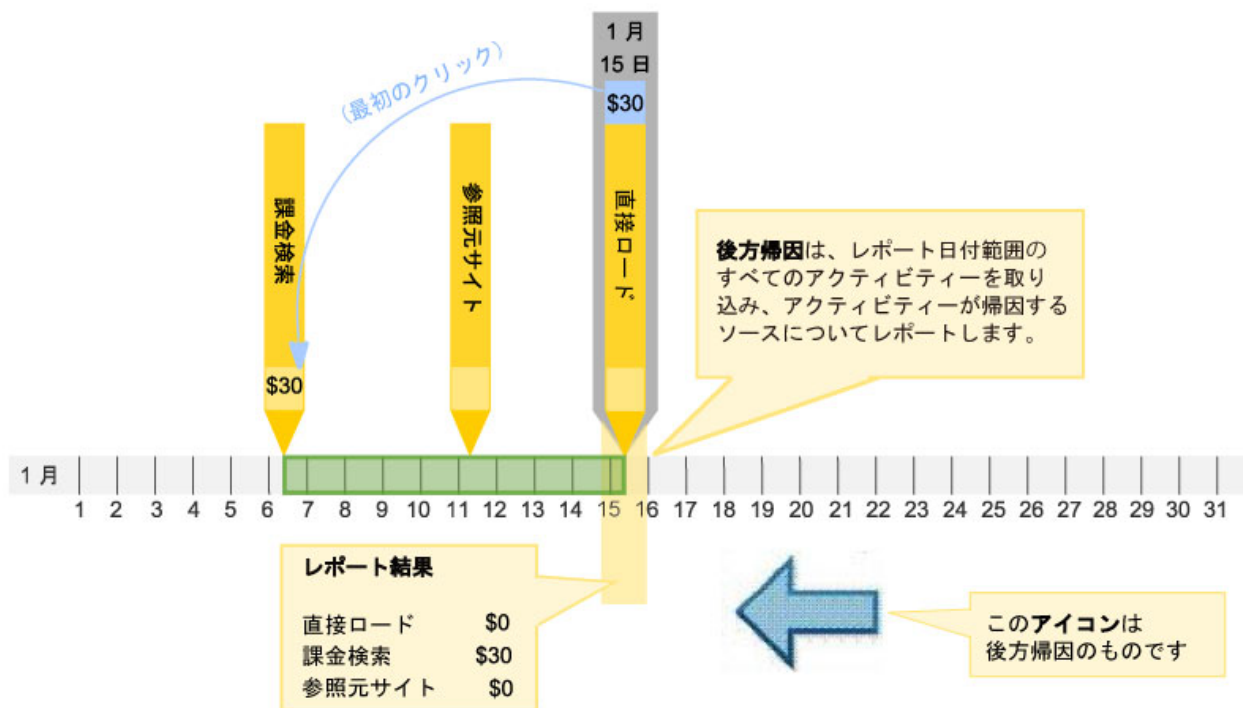 1 月
15 日
$30
(最初のクリック)
課金検索
$30
参照元サイト
直接ロード
後方帰因は、レポート日付範囲の
すべてのアクティビティーを取り
込み、アクティビティーが帰因する
ソースについてレポートします。
1 月
1 2 3 4 5 6 7 8 9 10 11 12 13 14 15 16 17 18 19 20 21 22 23 24 25 26 27 28 29 30 31
レポート結果
直接ロード $0
課金検索 $30
参照元サイト $0
このアイコンは
後方帰因のものです